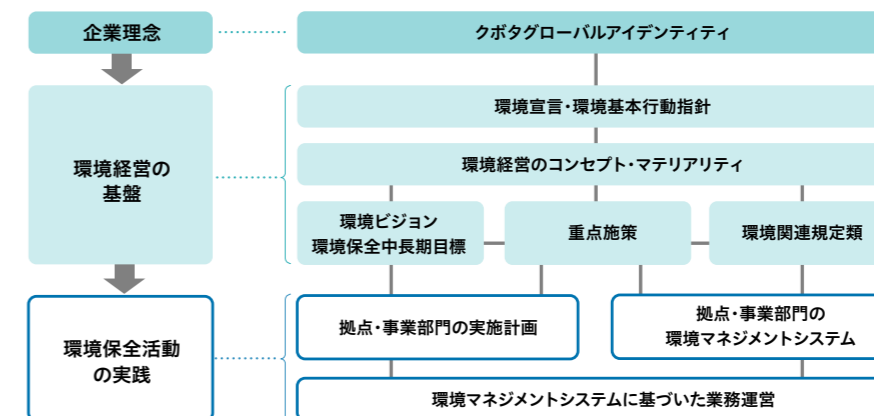 企業理念
クボタグローバルアイデンティティ
環境経営の
基盤
環境宣言・環境基本行動指針
環境経営のコンセプト・マテリアリティ
環境ビジョン
環境保全中長期目標
重点施策
環境関連規定類
環境保全活動
の実践
拠点・事業部門の実施計画
拠点・事業部門の
環境マネジメントシステム
環境マネジメントシステムに基づいた業務運営